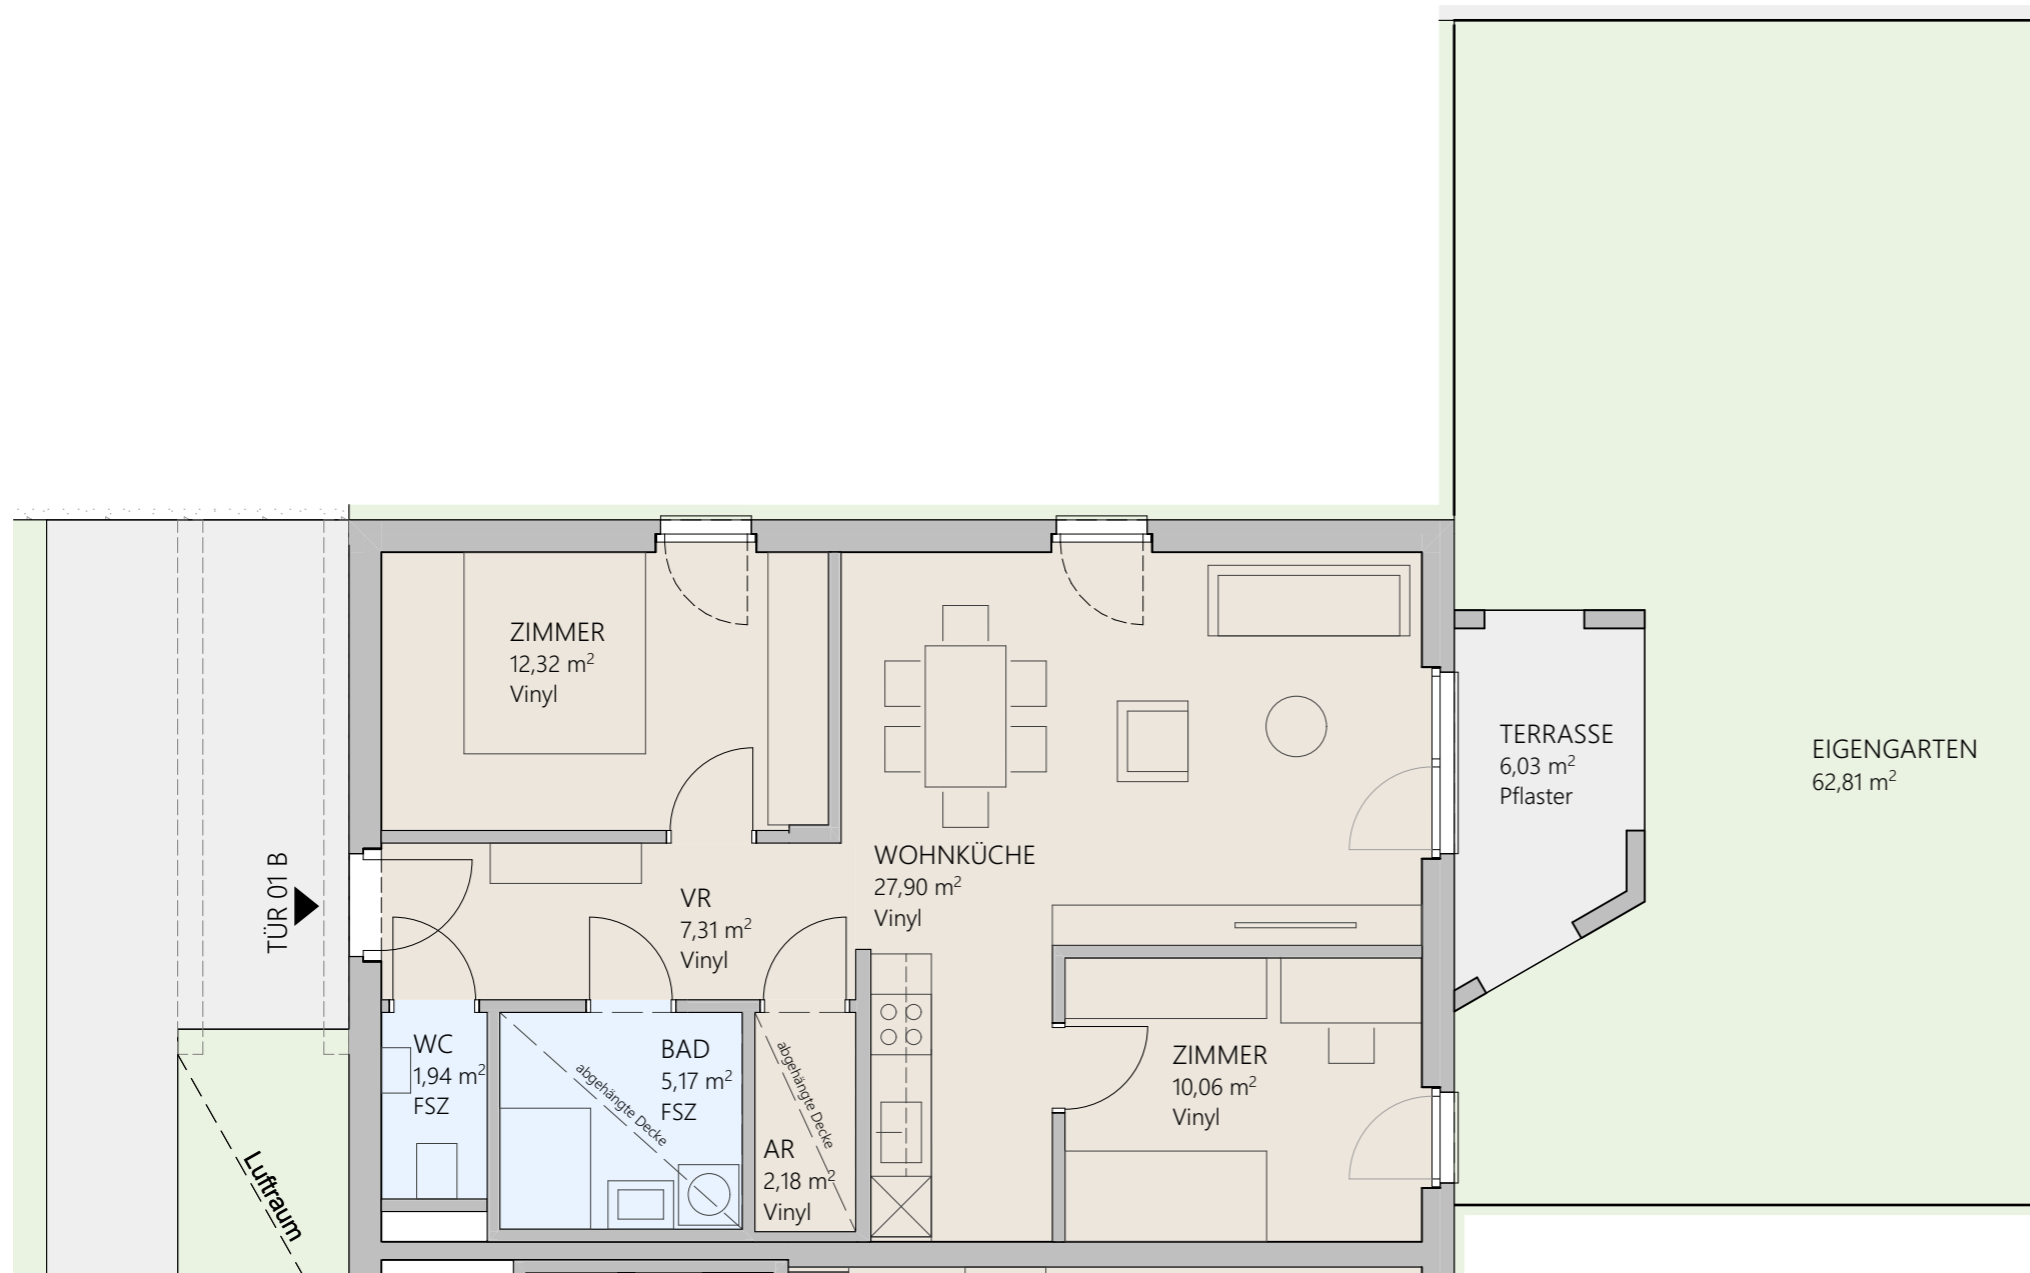 ZIMMER
12,32 m²
Vinyl
TERRASSE
6,03 m²
Pflaster
EIGENGARTEN
62,81 m²
TÜR 01 B
WOHNKÜCHE
27,90 m²
Vinyl
VR
7,31 m²
Vinyl
WC
1,94 m²
FSZ
BAD
5,17 m²
FSZ
abgehängte Decke
abgehängte Decke
AR
2,18 m²
Vinyl
ZIMMER
10,06 m²
Vinyl
Luftraum